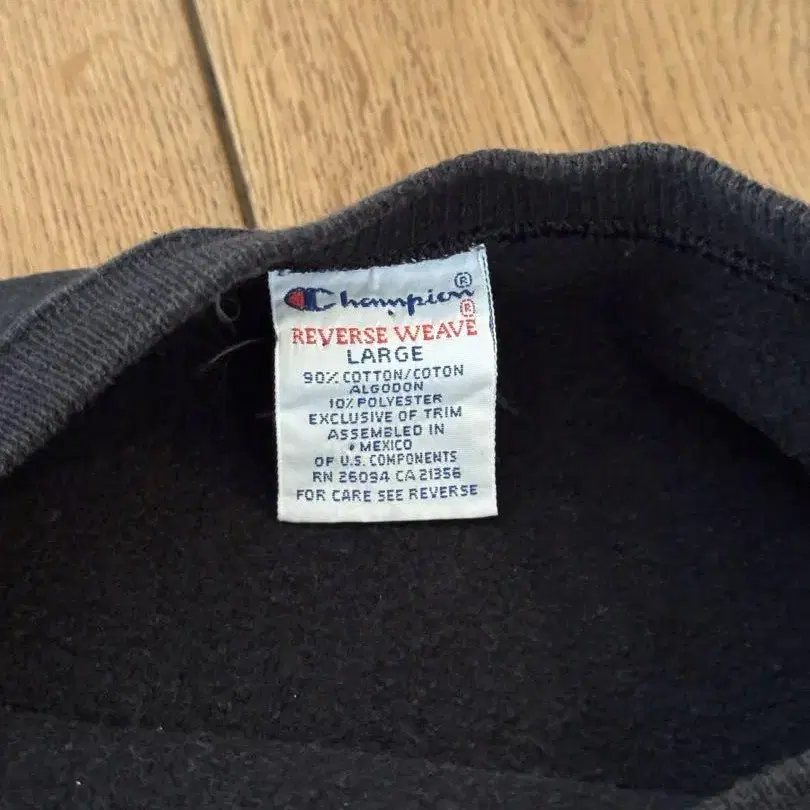 Champion®
REVERSE WEAVE®
LARGE
90% COTTON/COTON
ALGODON
10% POLYESTER
EXCLUSIVE OF TRIM
ASSEMBLED IN
MEXICO
OF U.S. COMPONENTS
RN 26094 CA 21356
FOR CARE SEE REVERSE